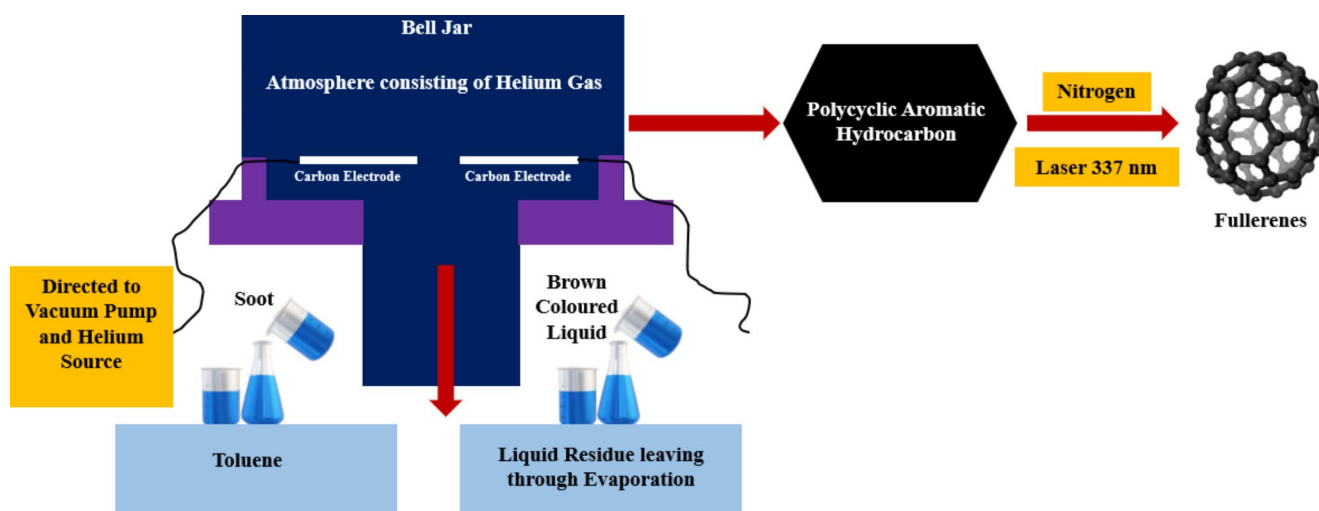 Bell Jar
Atmosphere consisting of Helium Gas
Carbon Electrode
Carbon Electrode
Polycyclic Aromatic
Hydrocarbon
Nitrogen
Laser 337 nm
Fullerenes
Directed to
Vacuum Pump
and Helium
Source
Soot
Brown
Coloured
Liquid
Toluene
Liquid Residue leaving
through Evaporation